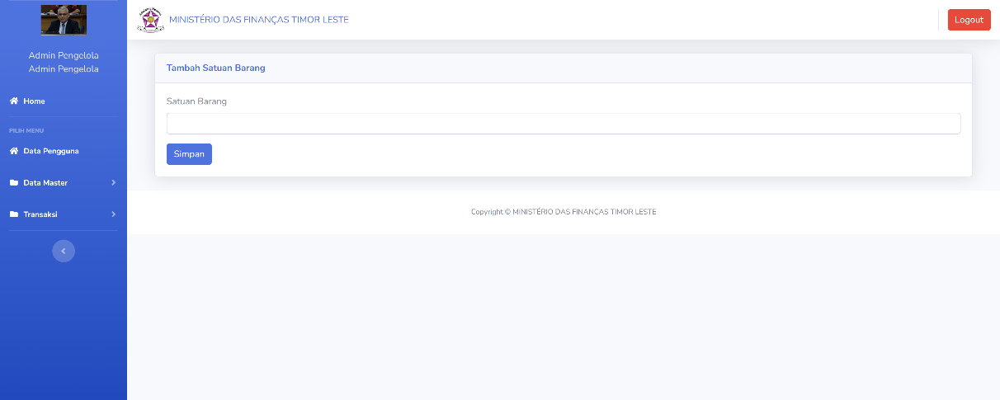 MINISTÉRIO DAS FINANÇAS TIMOR LESTE
Logout
Admin Pengelola
Admin Pengelola
Home
PILIH MENU
Data Pengguna
Data Master
Transaksi
Tambah Satuan Barang
Satuan Barang
Simpan
Copyright © MINISTÉRIO DAS FINANCAS TIMOR LESTE